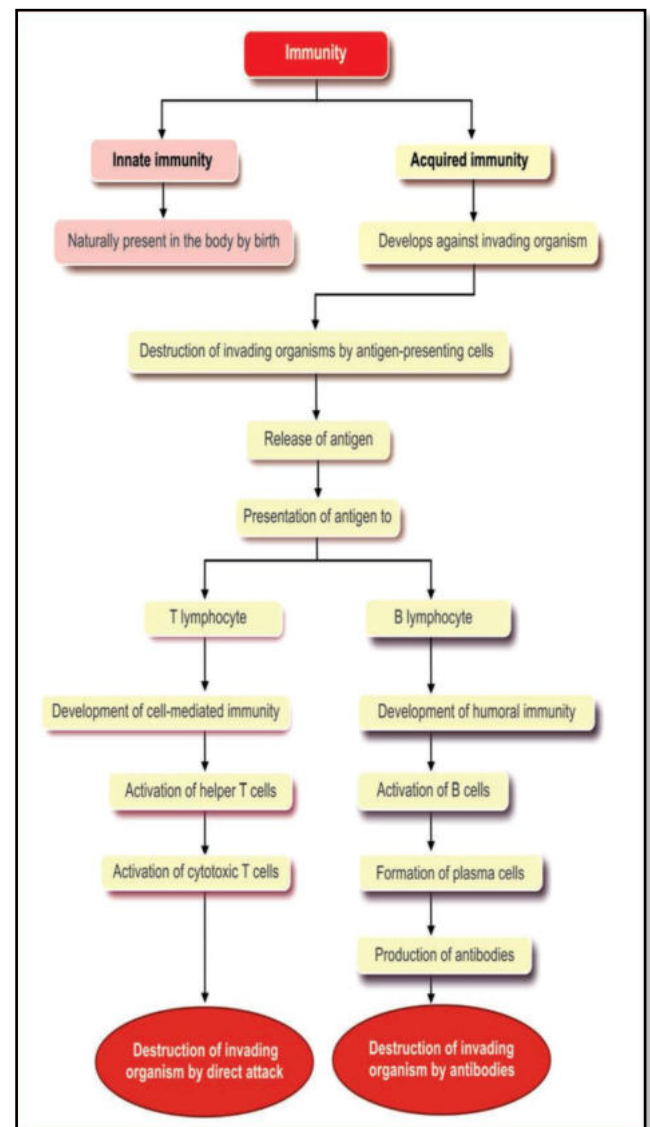 Immunity
Innate immunity
Acquired immunity
Naturally present in the body by birth
Develops against invading organism
Destruction of invading organisms by antigen-presenting cells
Release of antigen
Presentation of antigen to
T lymphocyte
B lymphocyte
Development of cell-mediated immunity
Development of humoral immunity
Activation of helper T cells
Activation of B cells
Activation of cytotoxic T cells
Formation of plasma cells
Production of antibodies
Destruction of invading
organism by direct attack
Destruction of invading
organism by antibodies